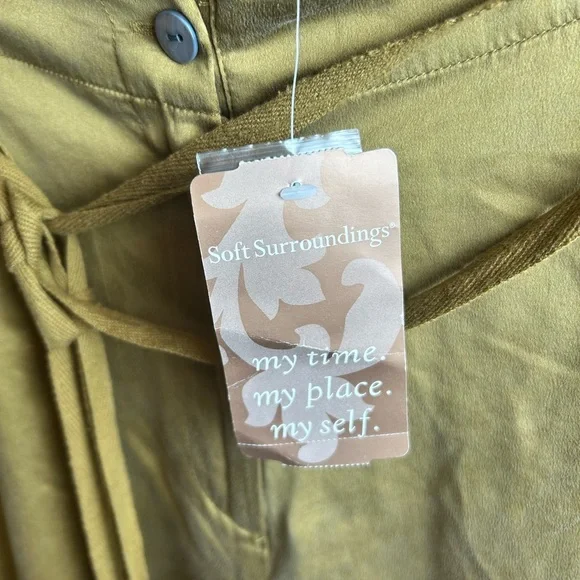 Soft Surroundings®
my time.
my place.
my self.